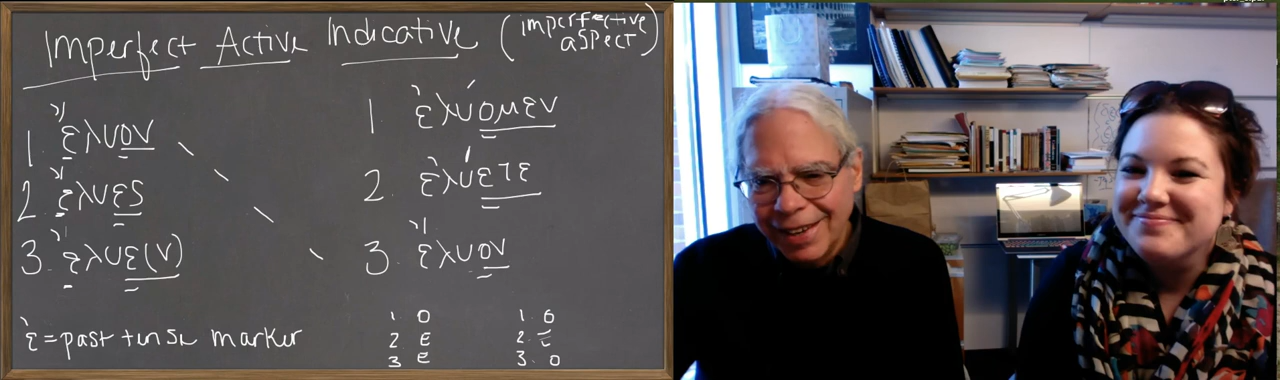 Imperfect Active Indicative (imperfective aspect)
1. ἔλυον
2 ἔλυες
3. ἔλυε(ν)
1 ἐλύομεν
2. ἐλύετε
3. ἔλυον
ἐ = past tense marker
1 ο
2 ε
3 ε
1. ο
2. ε
3. ο